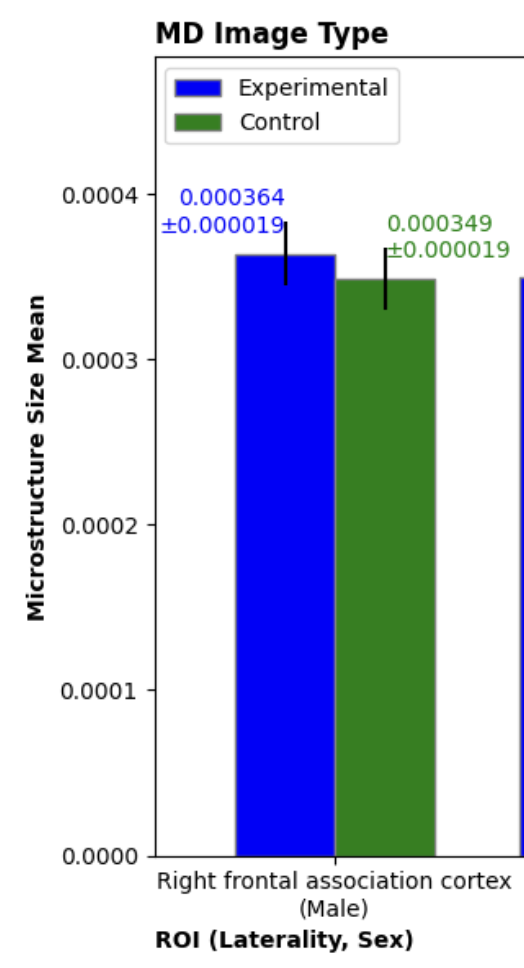 MD Image Type
Experimental
Control
0.000364
±0.000019
0.000349
±0.000019
0.0004
0.0003
0.0002
0.0001
0.0000
Microstructure Size Mean
Right frontal association cortex
(Male)
ROI (Laterality, Sex)